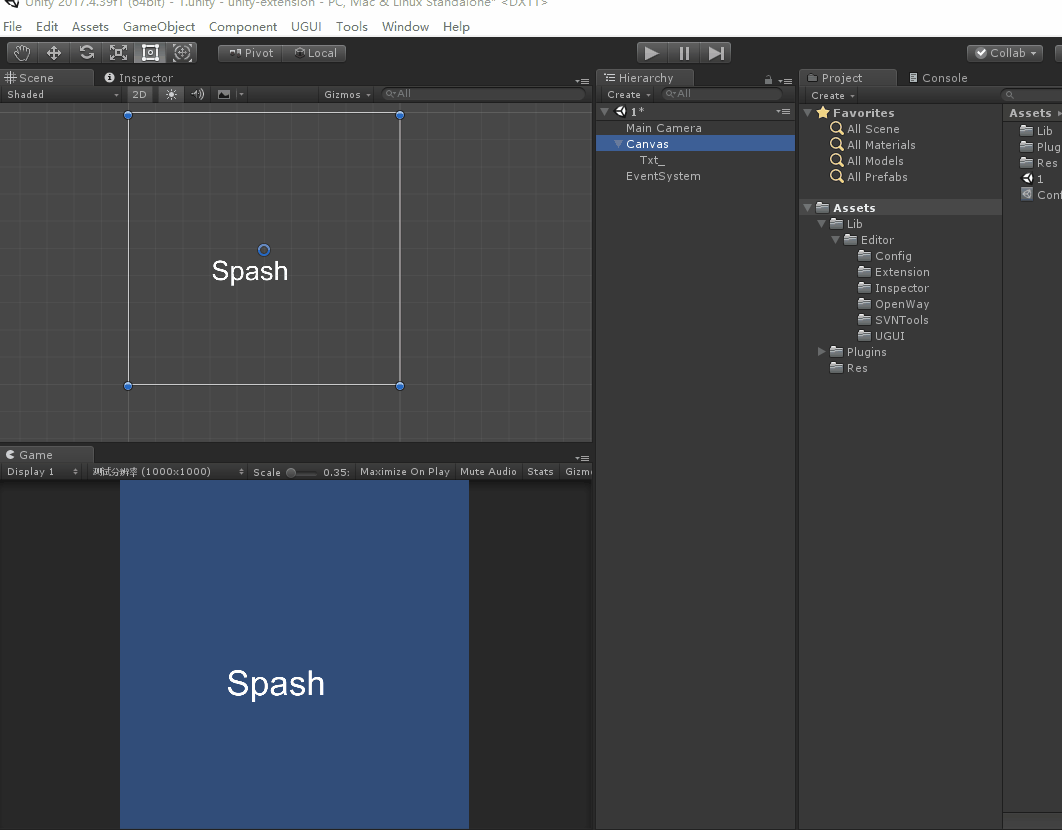 Unity 2017.4.39f1 (64bit) - 1.unity - unity-extension - PC, Mac & Linux Standalone* <DX11>
File Edit Assets GameObject Component UGUI Tools Window Help
Pivot Local Collab
Scene Inspector
Shaded 2D Gizmos All
Spash
Game
Display 1 测试分辨率 (1000x1000) Scale 0.35: Maximize On Play Mute Audio Stats Gizm
Spash
Hierarchy
Create All
1*
Main Camera
Canvas
Txt_
EventSystem
Project Console
Create
Favorites
All Scene
All Materials
All Models
All Prefabs
Assets
Lib
Editor
Config
Extension
Inspector
OpenWay
SVNTools
UGUI
Plugins
Res
Assets
Lib
Plug
Res
1
Conf